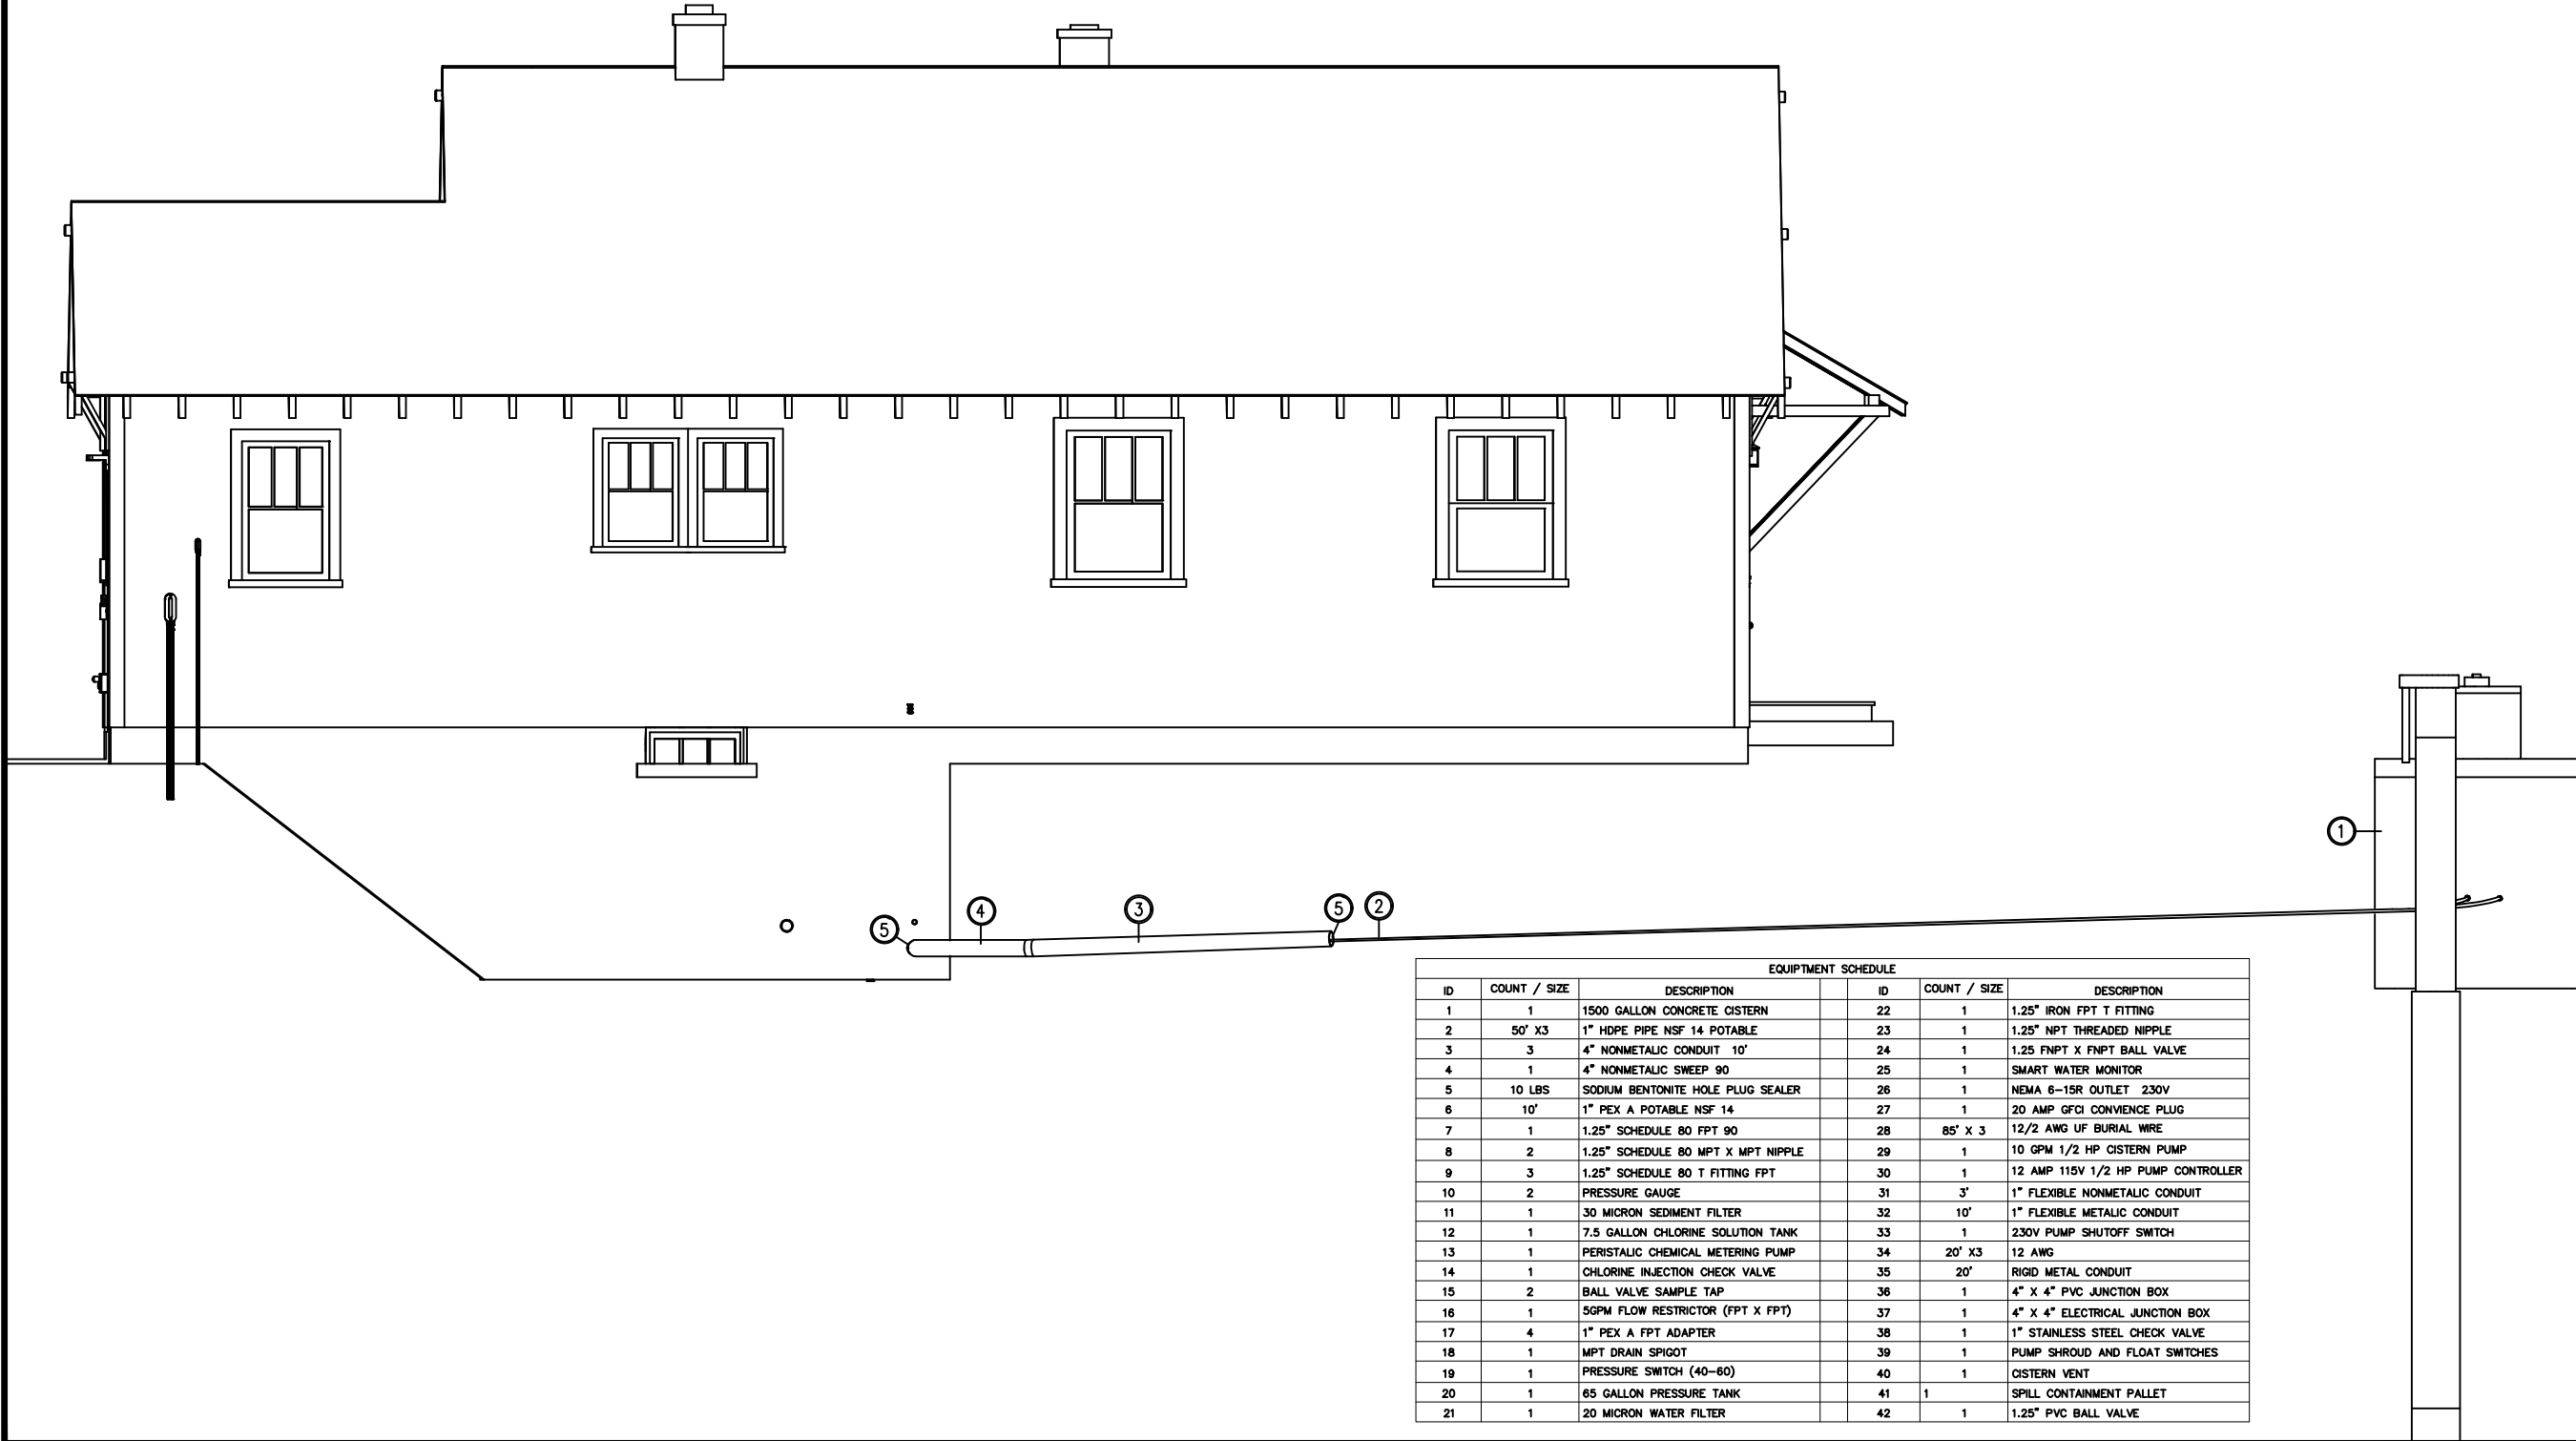 1
5
4
3
5
2
EQUIPTMENT SCHEDULE
ID COUNT / SIZE DESCRIPTION ID COUNT / SIZE DESCRIPTION
1 1 1500 GALLON CONCRETE CISTERN 22 1 1.25" IRON FPT T FITTING
2 50' X3 1" HDPE PIPE NSF 14 POTABLE 23 1 1.25" NPT THREADED NIPPLE
3 3 4" NONMETALIC CONDUIT 10' 24 1 1.25 FNPT X FNPT BALL VALVE
4 1 4" NONMETALIC SWEEP 90 25 1 SMART WATER MONITOR
5 10 LBS SODIUM BENTONITE HOLE PLUG SEALER 26 1 NEMA 6-15R OUTLET 230V
6 10' 1" PEX A POTABLE NSF 14 27 1 20 AMP GFCI CONVIENCE PLUG
7 1 1.25" SCHEDULE 80 FPT 90 28 85' X 3 12/2 AWG UF BURIAL WIRE
8 2 1.25" SCHEDULE 80 MPT X MPT NIPPLE 29 1 10 GPM 1/2 HP CISTERN PUMP
9 3 1.25" SCHEDULE 80 T FITTING FPT 30 1 12 AMP 115V 1/2 HP PUMP CONTROLLER
10 2 PRESSURE GAUGE 31 3' 1" FLEXIBLE NONMETALIC CONDUIT
11 1 30 MICRON SEDIMENT FILTER 32 10' 1" FLEXIBLE METALIC CONDUIT
12 1 7.5 GALLON CHLORINE SOLUTION TANK 33 1 230V PUMP SHUTOFF SWITCH
13 1 PERISTALIC CHEMICAL METERING PUMP 34 20' X3 12 AWG
14 1 CHLORINE INJECTION CHECK VALVE 35 20' RIGID METAL CONDUIT
15 2 BALL VALVE SAMPLE TAP 36 1 4" X 4" PVC JUNCTION BOX
16 1 5GPM FLOW RESTRICTOR (FPT X FPT) 37 1 4" X 4" ELECTRICAL JUNCTION BOX
17 4 1" PEX A FPT ADAPTER 38 1 1" STAINLESS STEEL CHECK VALVE
18 1 MPT DRAIN SPIGOT 39 1 PUMP SHROUD AND FLOAT SWITCHES
19 1 PRESSURE SWITCH (40-60) 40 1 CISTERN VENT
20 1 65 GALLON PRESSURE TANK 41 1 SPILL CONTAINMENT PALLET
21 1 20 MICRON WATER FILTER 42 1 1.25" PVC BALL VALVE